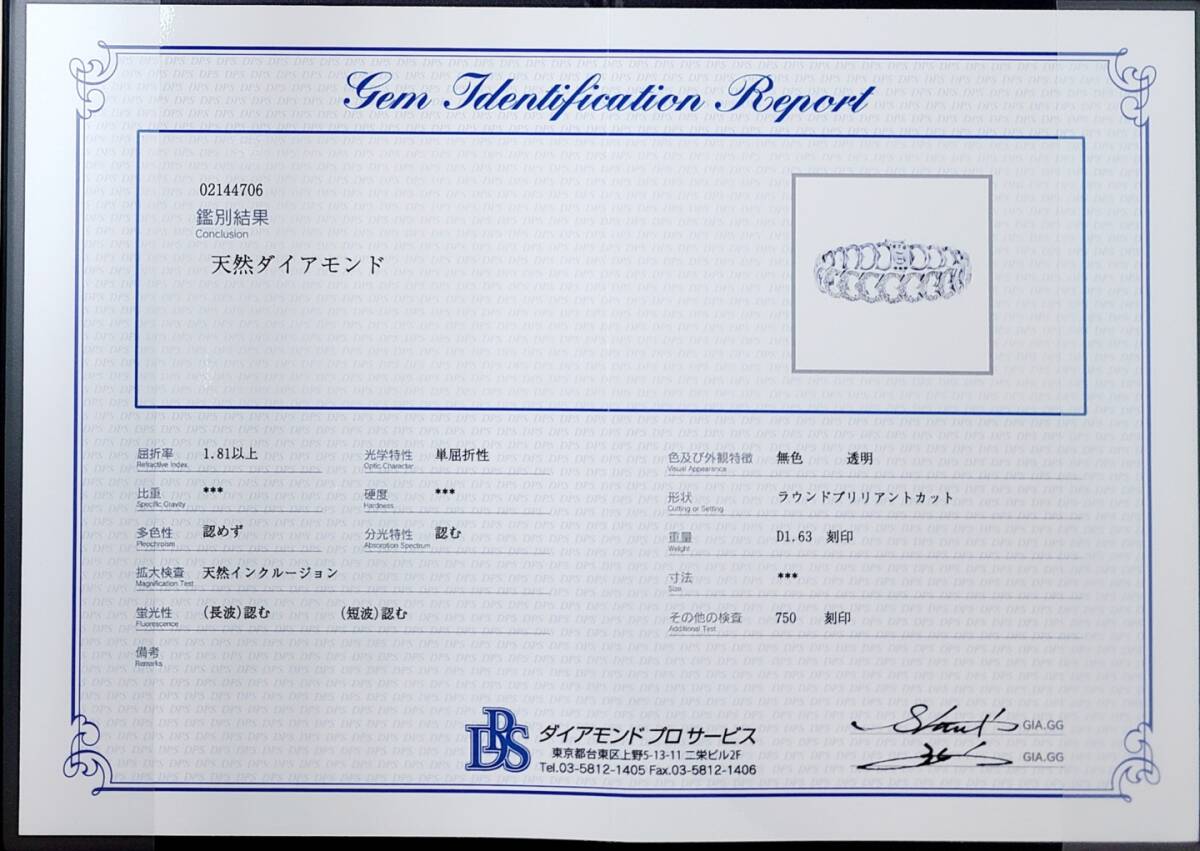 Gem Identification Report
02144706
鑑別結果
Conclusion
天然ダイアモンド
屈折率 1.81以上 光学特性 単屈折性 色及び外観特徴 無色 透明
Refractive Index Optic Character Visual Appearance
比重 *** 硬度 *** 形状 ラウンドブリリアントカット
Specific Gravity Hardness Cutting or Setting
多色性 認めず 分光特性 認む 重量 D1.63 刻印
Pleochroism Absorption Spectrum Weight
拡大検査 天然インクルージョン 寸法 ***
Magnification Test Size
蛍光性 (長波)認む (短波)認む その他の検査 750 刻印
Fluorescence Additional Test
備考
Remarks
DPS ダイアモンド プロ サービス
東京都台東区上野5-13-11 二栄ビル2F
Tel.03-5812-1405 Fax.03-5812-1406
GIA.GG
GIA.GG